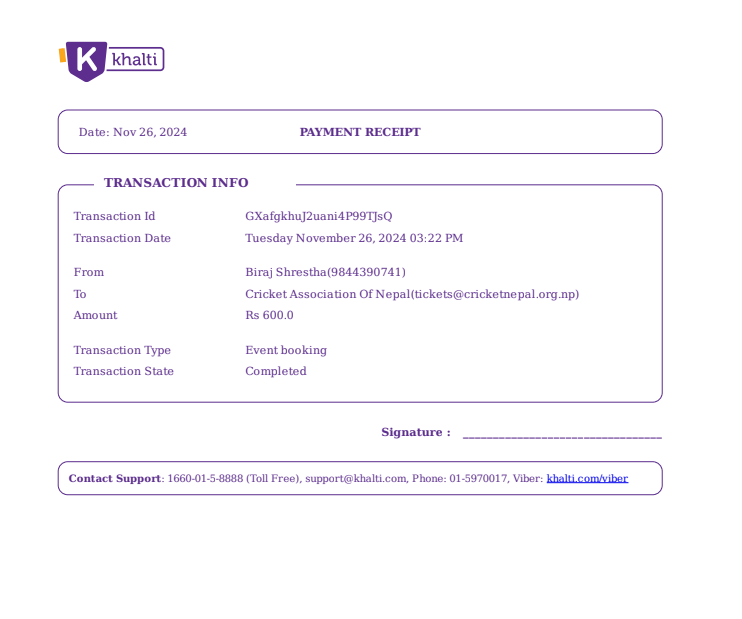 K khalti
Date: Nov 26, 2024 PAYMENT RECEIPT
TRANSACTION INFO
Transaction Id GXafgkhuJ2uani4P99TJsQ
Transaction Date Tuesday November 26, 2024 03:22 PM
From Biraj Shrestha(9844390741)
To Cricket Association Of Nepal(tickets@cricketnepal.org.np)
Amount Rs 600.0
Transaction Type Event booking
Transaction State Completed
Signature : _________________________________
Contact Support: 1660-01-5-8888 (Toll Free), support@khalti.com, Phone: 01-5970017, Viber: khalti.com/viber